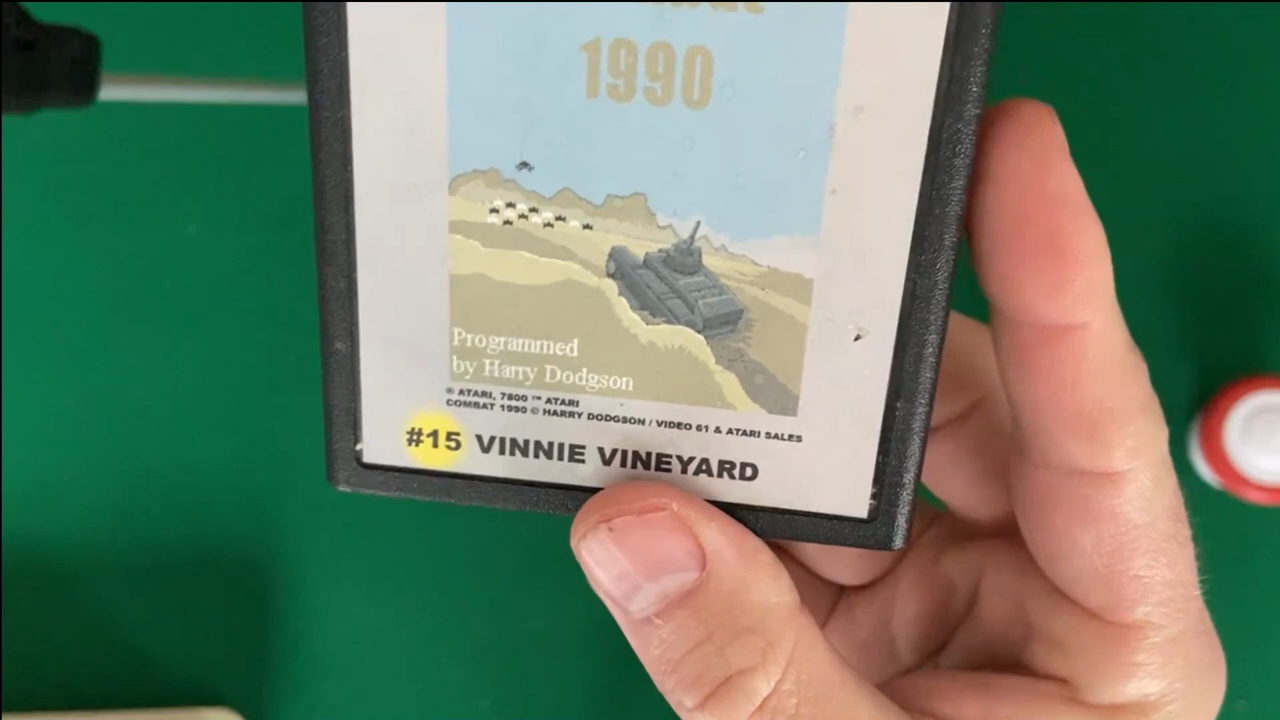 1990
Programmed
by Harry Dodgson
® ATARI, 7800 ™ ATARI
COMBAT 1990 © HARRY DODGSON / VIDEO 61 & ATARI SALES
#15 VINNIE VINEYARD